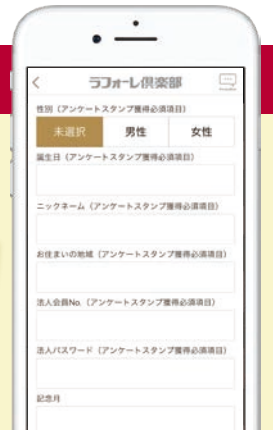 ラフォーレ倶楽部
性別（アンケートスタンプ獲得必須項目）
未選択 男性 女性
誕生日（アンケートスタンプ獲得必須項目）
ニックネーム（アンケートスタンプ獲得必須項目）
お住まいの地域（アンケートスタンプ獲得必須項目）
法人会員No.（アンケートスタンプ獲得必須項目）
法人パスワード（アンケートスタンプ獲得必須項目）
記念月